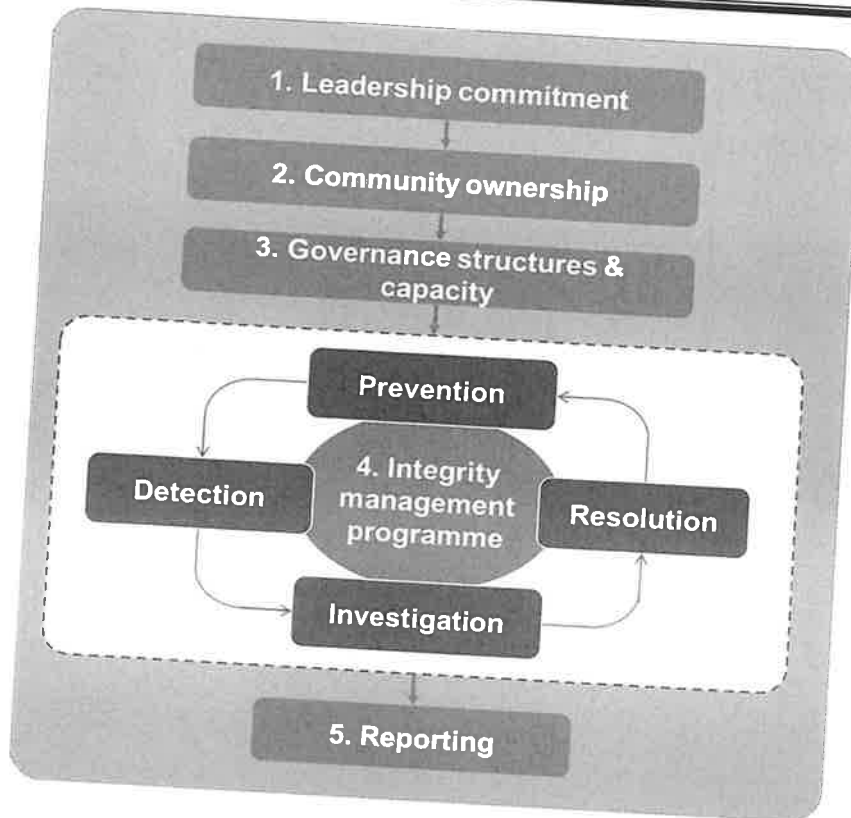 1. Leadership commitment
2. Community ownership
3. Governance structures &
capacity
Prevention
4. Integrity
management
programme
Detection
Resolution
Investigation
5. Reporting